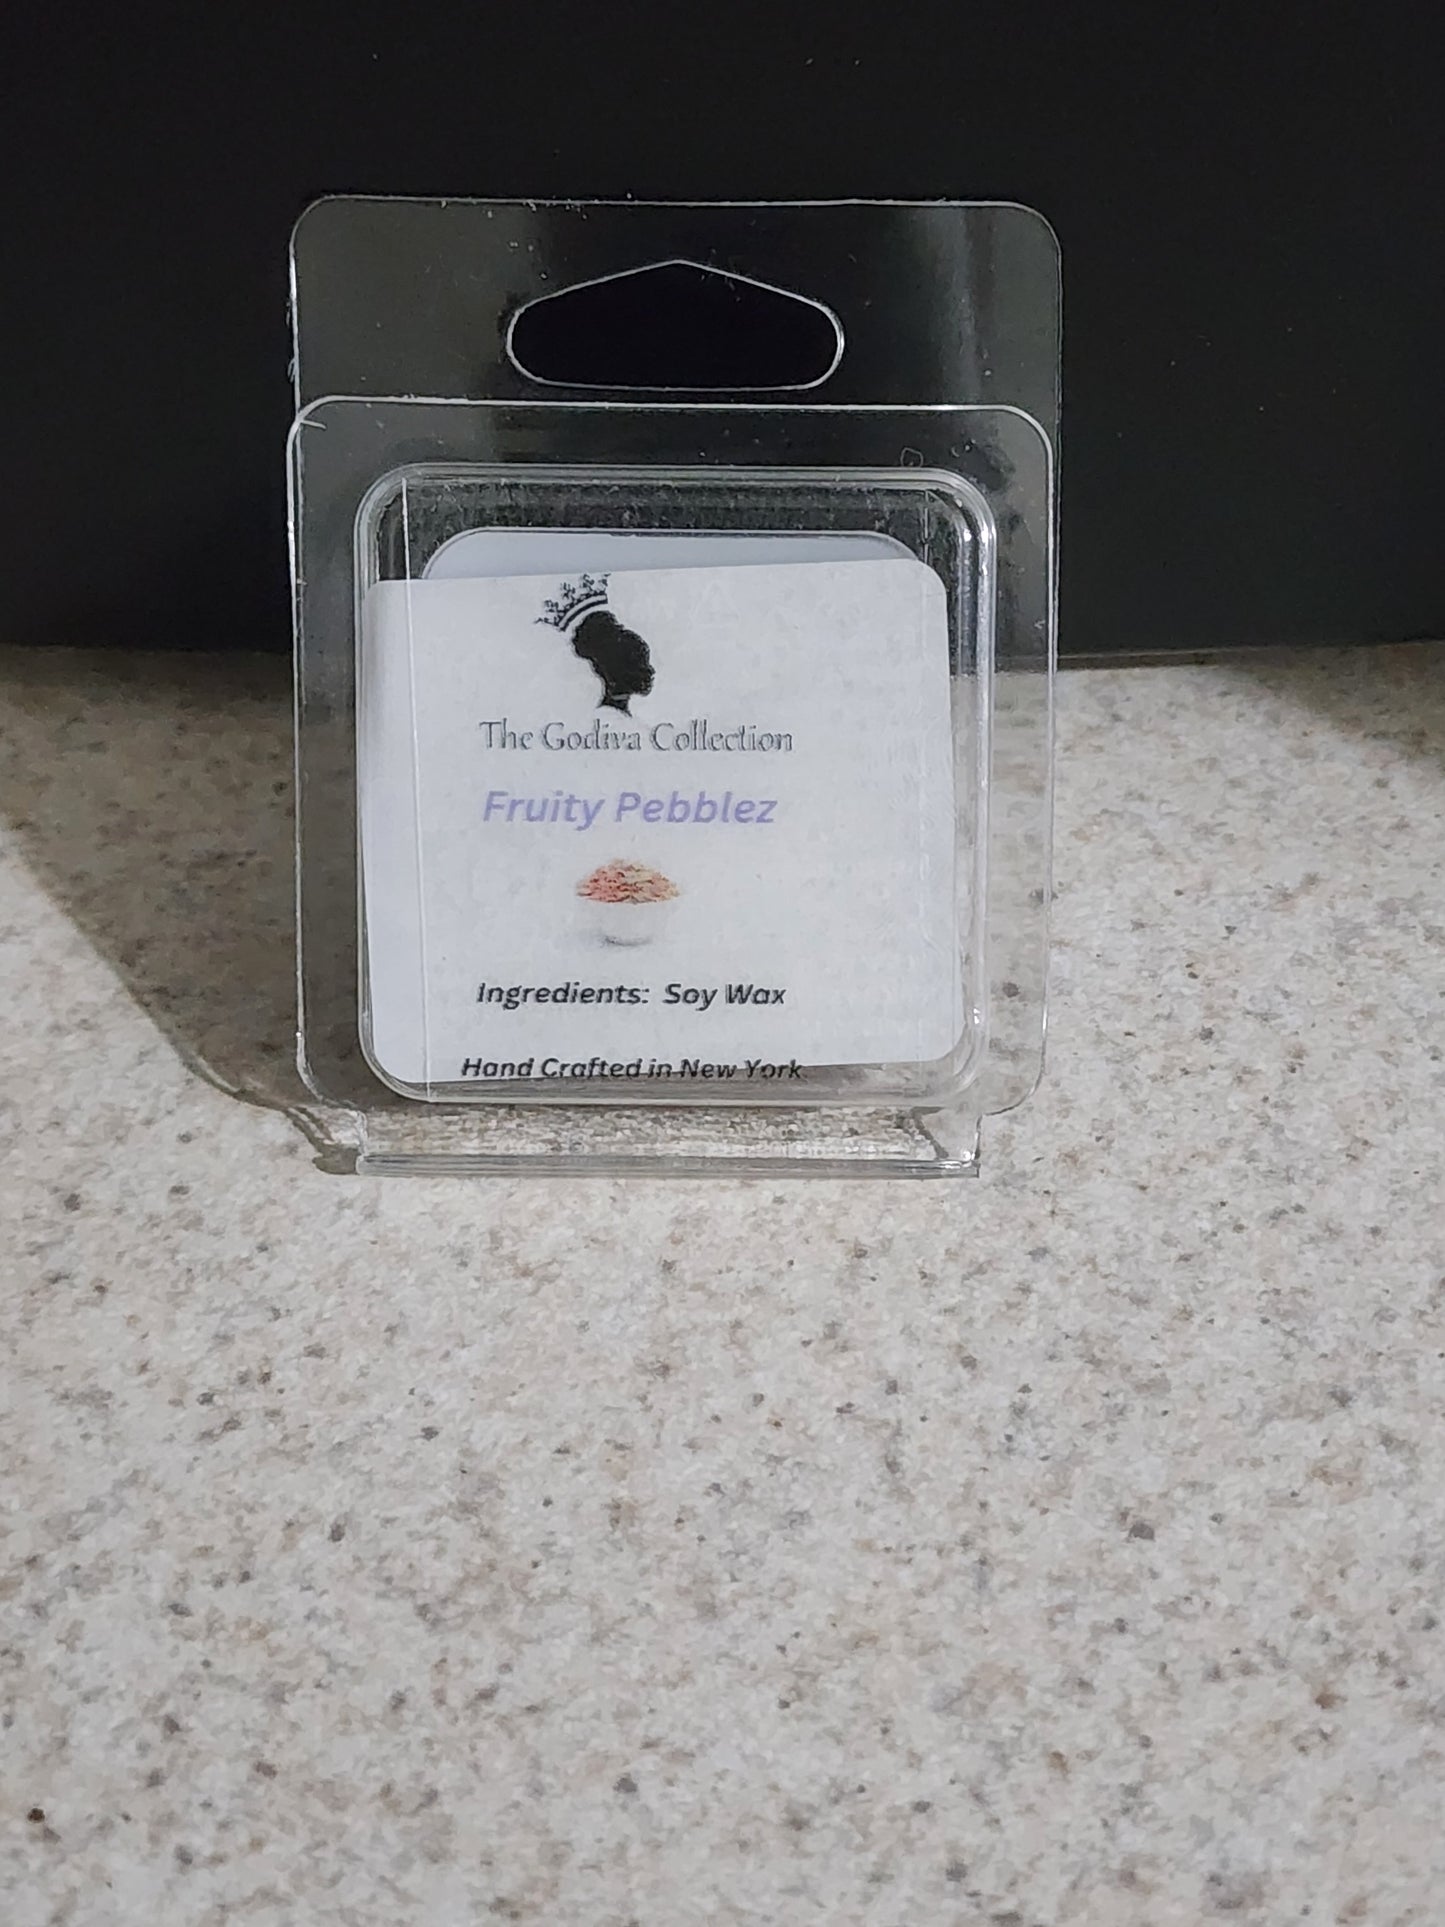 The Godiva Collection
Fruity Pebblez
Ingredients: Soy Wax
Hand Crafted in New York